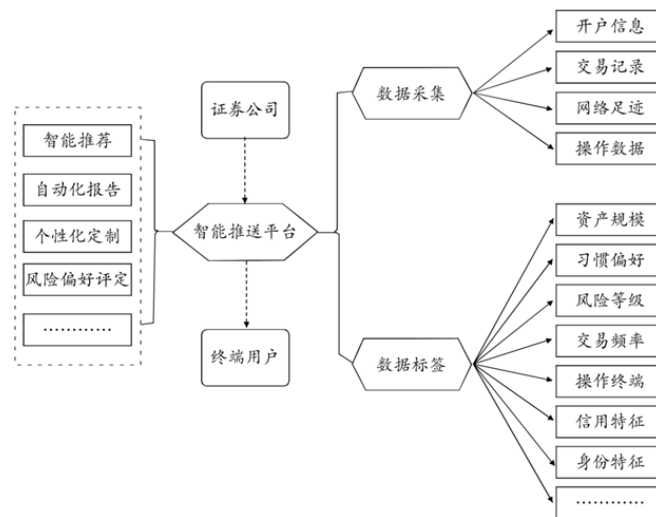 智能推荐
自动化报告
个性化定制
风险偏好评定
…………
证券公司
智能推送平台
终端用户
数据采集
开户信息
交易记录
网络足迹
操作数据
数据标签
资产规模
习惯偏好
风险等级
交易频率
操作终端
信用特征
身份特征
…………